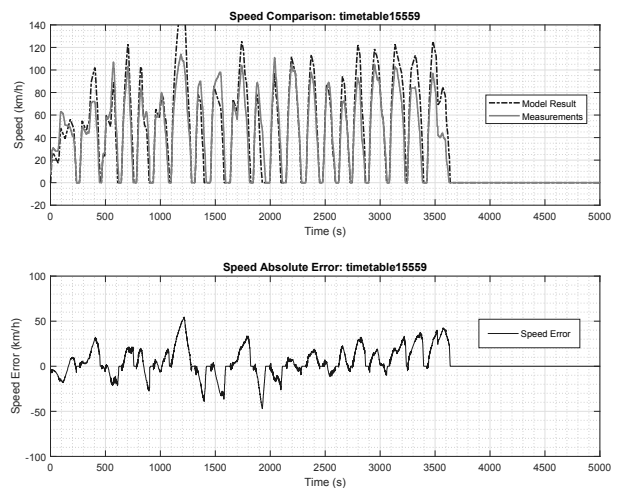 Speed Comparison: timetable15559
140
120
100
80
60
40
20
0
-20
Speed (km/h)
Model Result
Measurements
0 500 1000 1500 2000 2500 3000 3500 4000 4500 5000
Time (s)
Speed Absolute Error: timetable15559
100
50
0
-50
-100
Speed Error (km/h)
Speed Error
0 500 1000 1500 2000 2500 3000 3500 4000 4500 5000
Time (s)